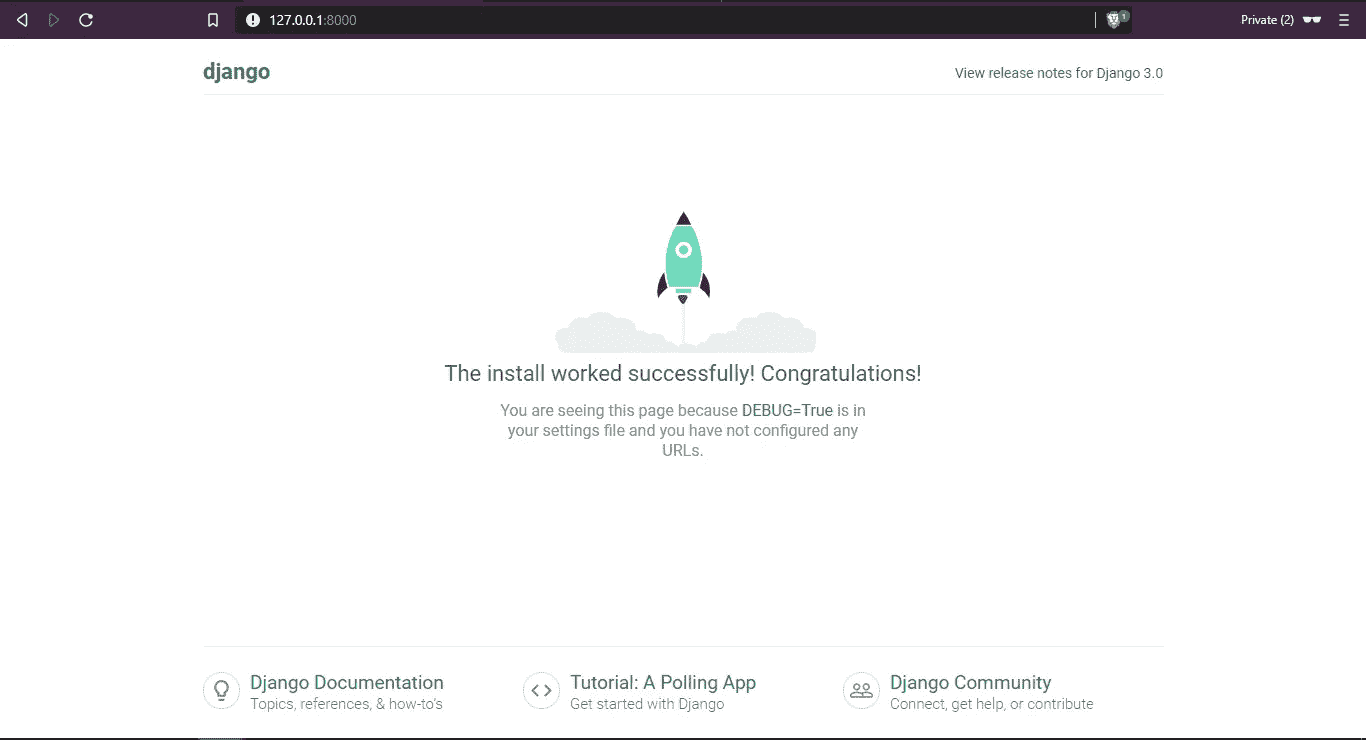 127.0.0.1:8000
1
Private (2)
django
View release notes for Django 3.0
The install worked successfully! Congratulations!
You are seeing this page because DEBUG=True is in
your settings file and you have not configured any
URLs.
Django Documentation
Topics, references, & how-to's
Tutorial: A Polling App
Get started with Django
Django Community
Connect, get help, or contribute